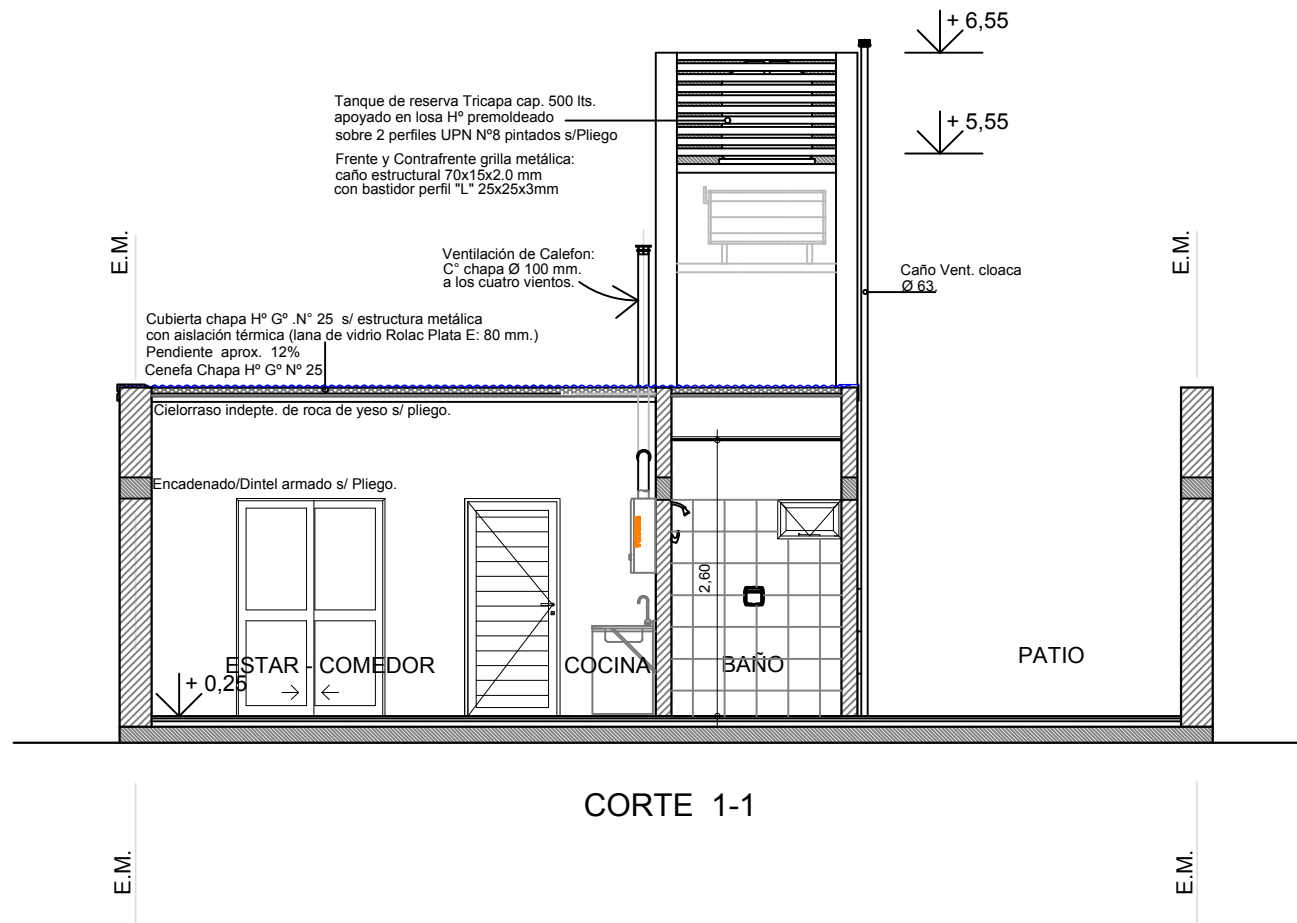 + 6,55
Tanque de reserva Tricapa cap. 500 lts.
apoyado en losa Hº premoldeado
sobre 2 perfiles UPN Nº8 pintados s/Pliego
+ 5,55
Frente y Contrafrente grilla metálica:
caño estructural 70x15x2.0 mm
con bastidor perfil "L" 25x25x3mm
E.M.
E.M.
Ventilación de Calefon:
C° chapa Ø 100 mm.
a los cuatro vientos.
Caño Vent. cloaca
Ø 63.
Cubierta chapa Hº Gº .N° 25 s/ estructura metálica
con aislación térmica (lana de vidrio Rolac Plata E: 80 mm.)
Pendiente aprox. 12%
Cenefa Chapa Hº Gº Nº 25
Cielorraso indepte. de roca de yeso s/ pliego.
Encadenado/Dintel armado s/ Pliego.
2,60
ESTAR - COMEDOR
COCINA
BAÑO
PATIO
+ 0,25
CORTE 1-1
E.M.
E.M.